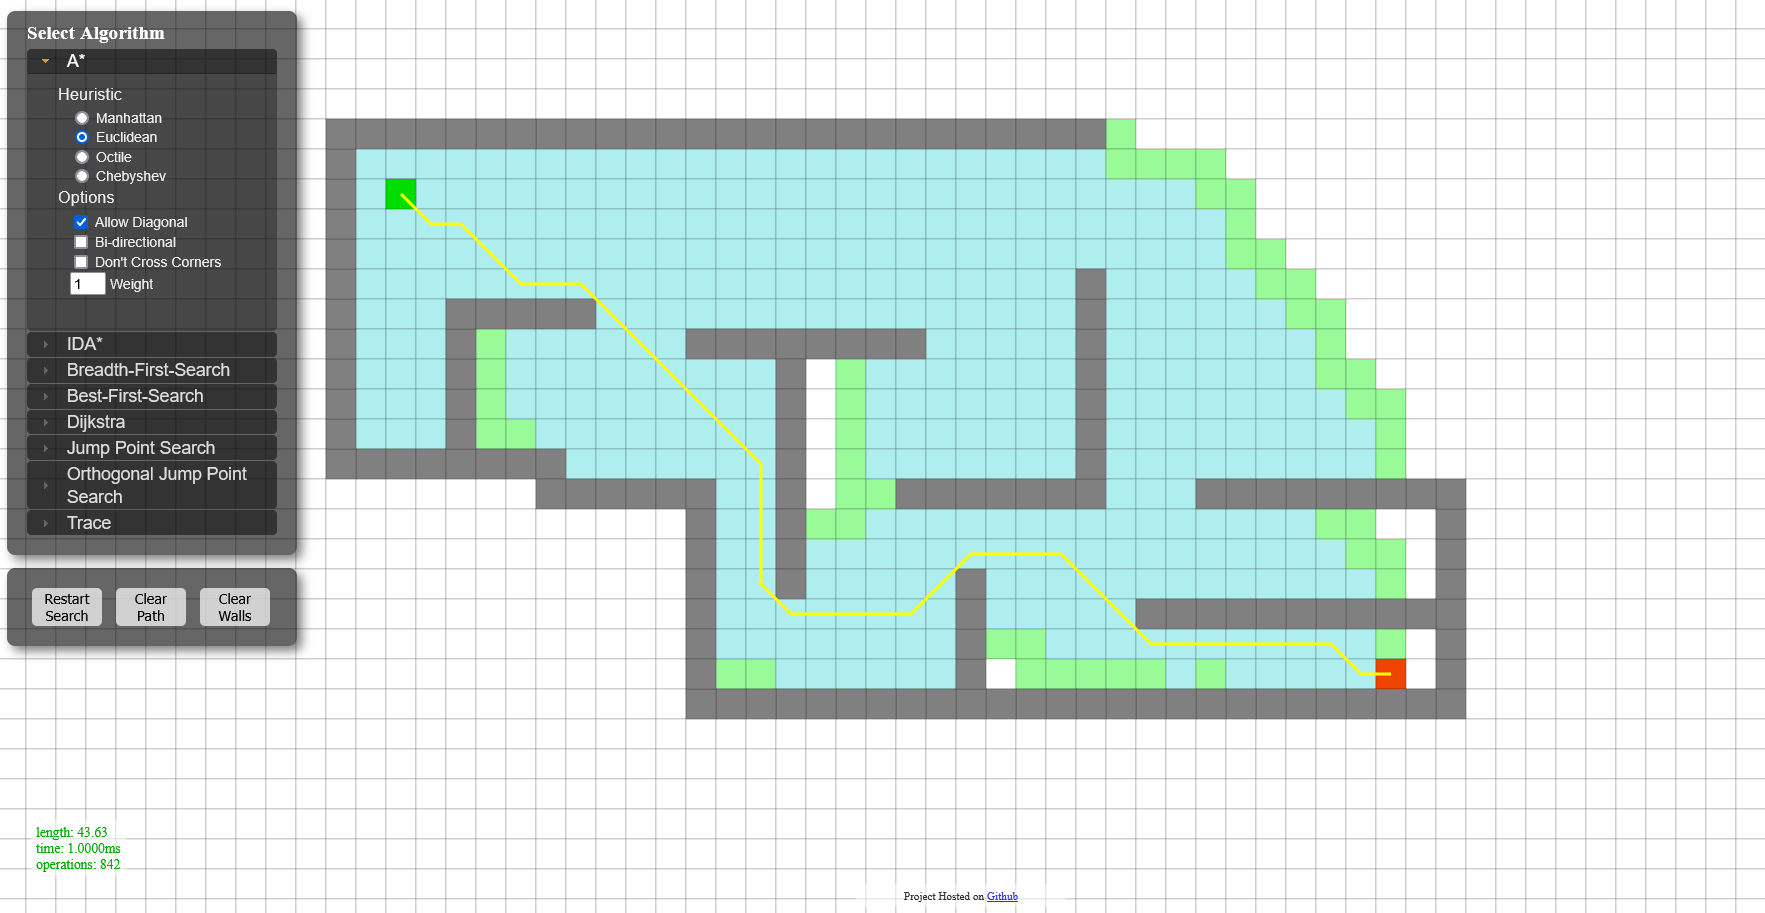 Select Algorithm
A*
Heuristic
Manhattan
Euclidean
Octile
Chebyshev
Options
Allow Diagonal
Bi-directional
Don't Cross Corners
1 Weight
IDA*
Breadth-First-Search
Best-First-Search
Dijkstra
Jump Point Search
Orthogonal Jump Point
Search
Trace
Restart
Search
Clear
Path
Clear
Walls
length: 43.63
time: 1.0000ms
operations: 842
Project Hosted on Github